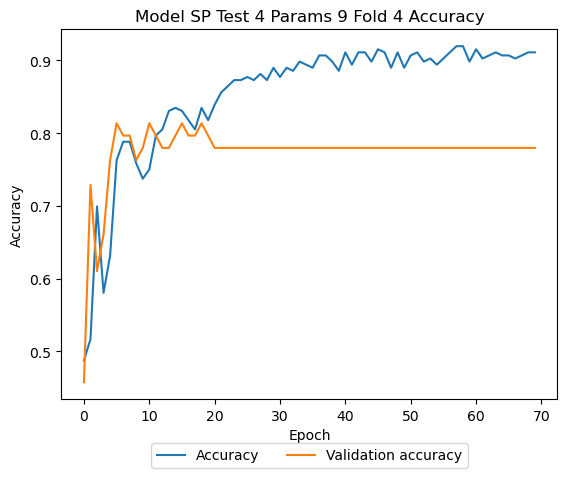 Model SP Test 4 Params 9 Fold 4 Accuracy
Accuracy
0.9
0.8
0.7
0.6
0.5
0 10 20 30 40 50 60 70
Epoch
Accuracy Validation accuracy